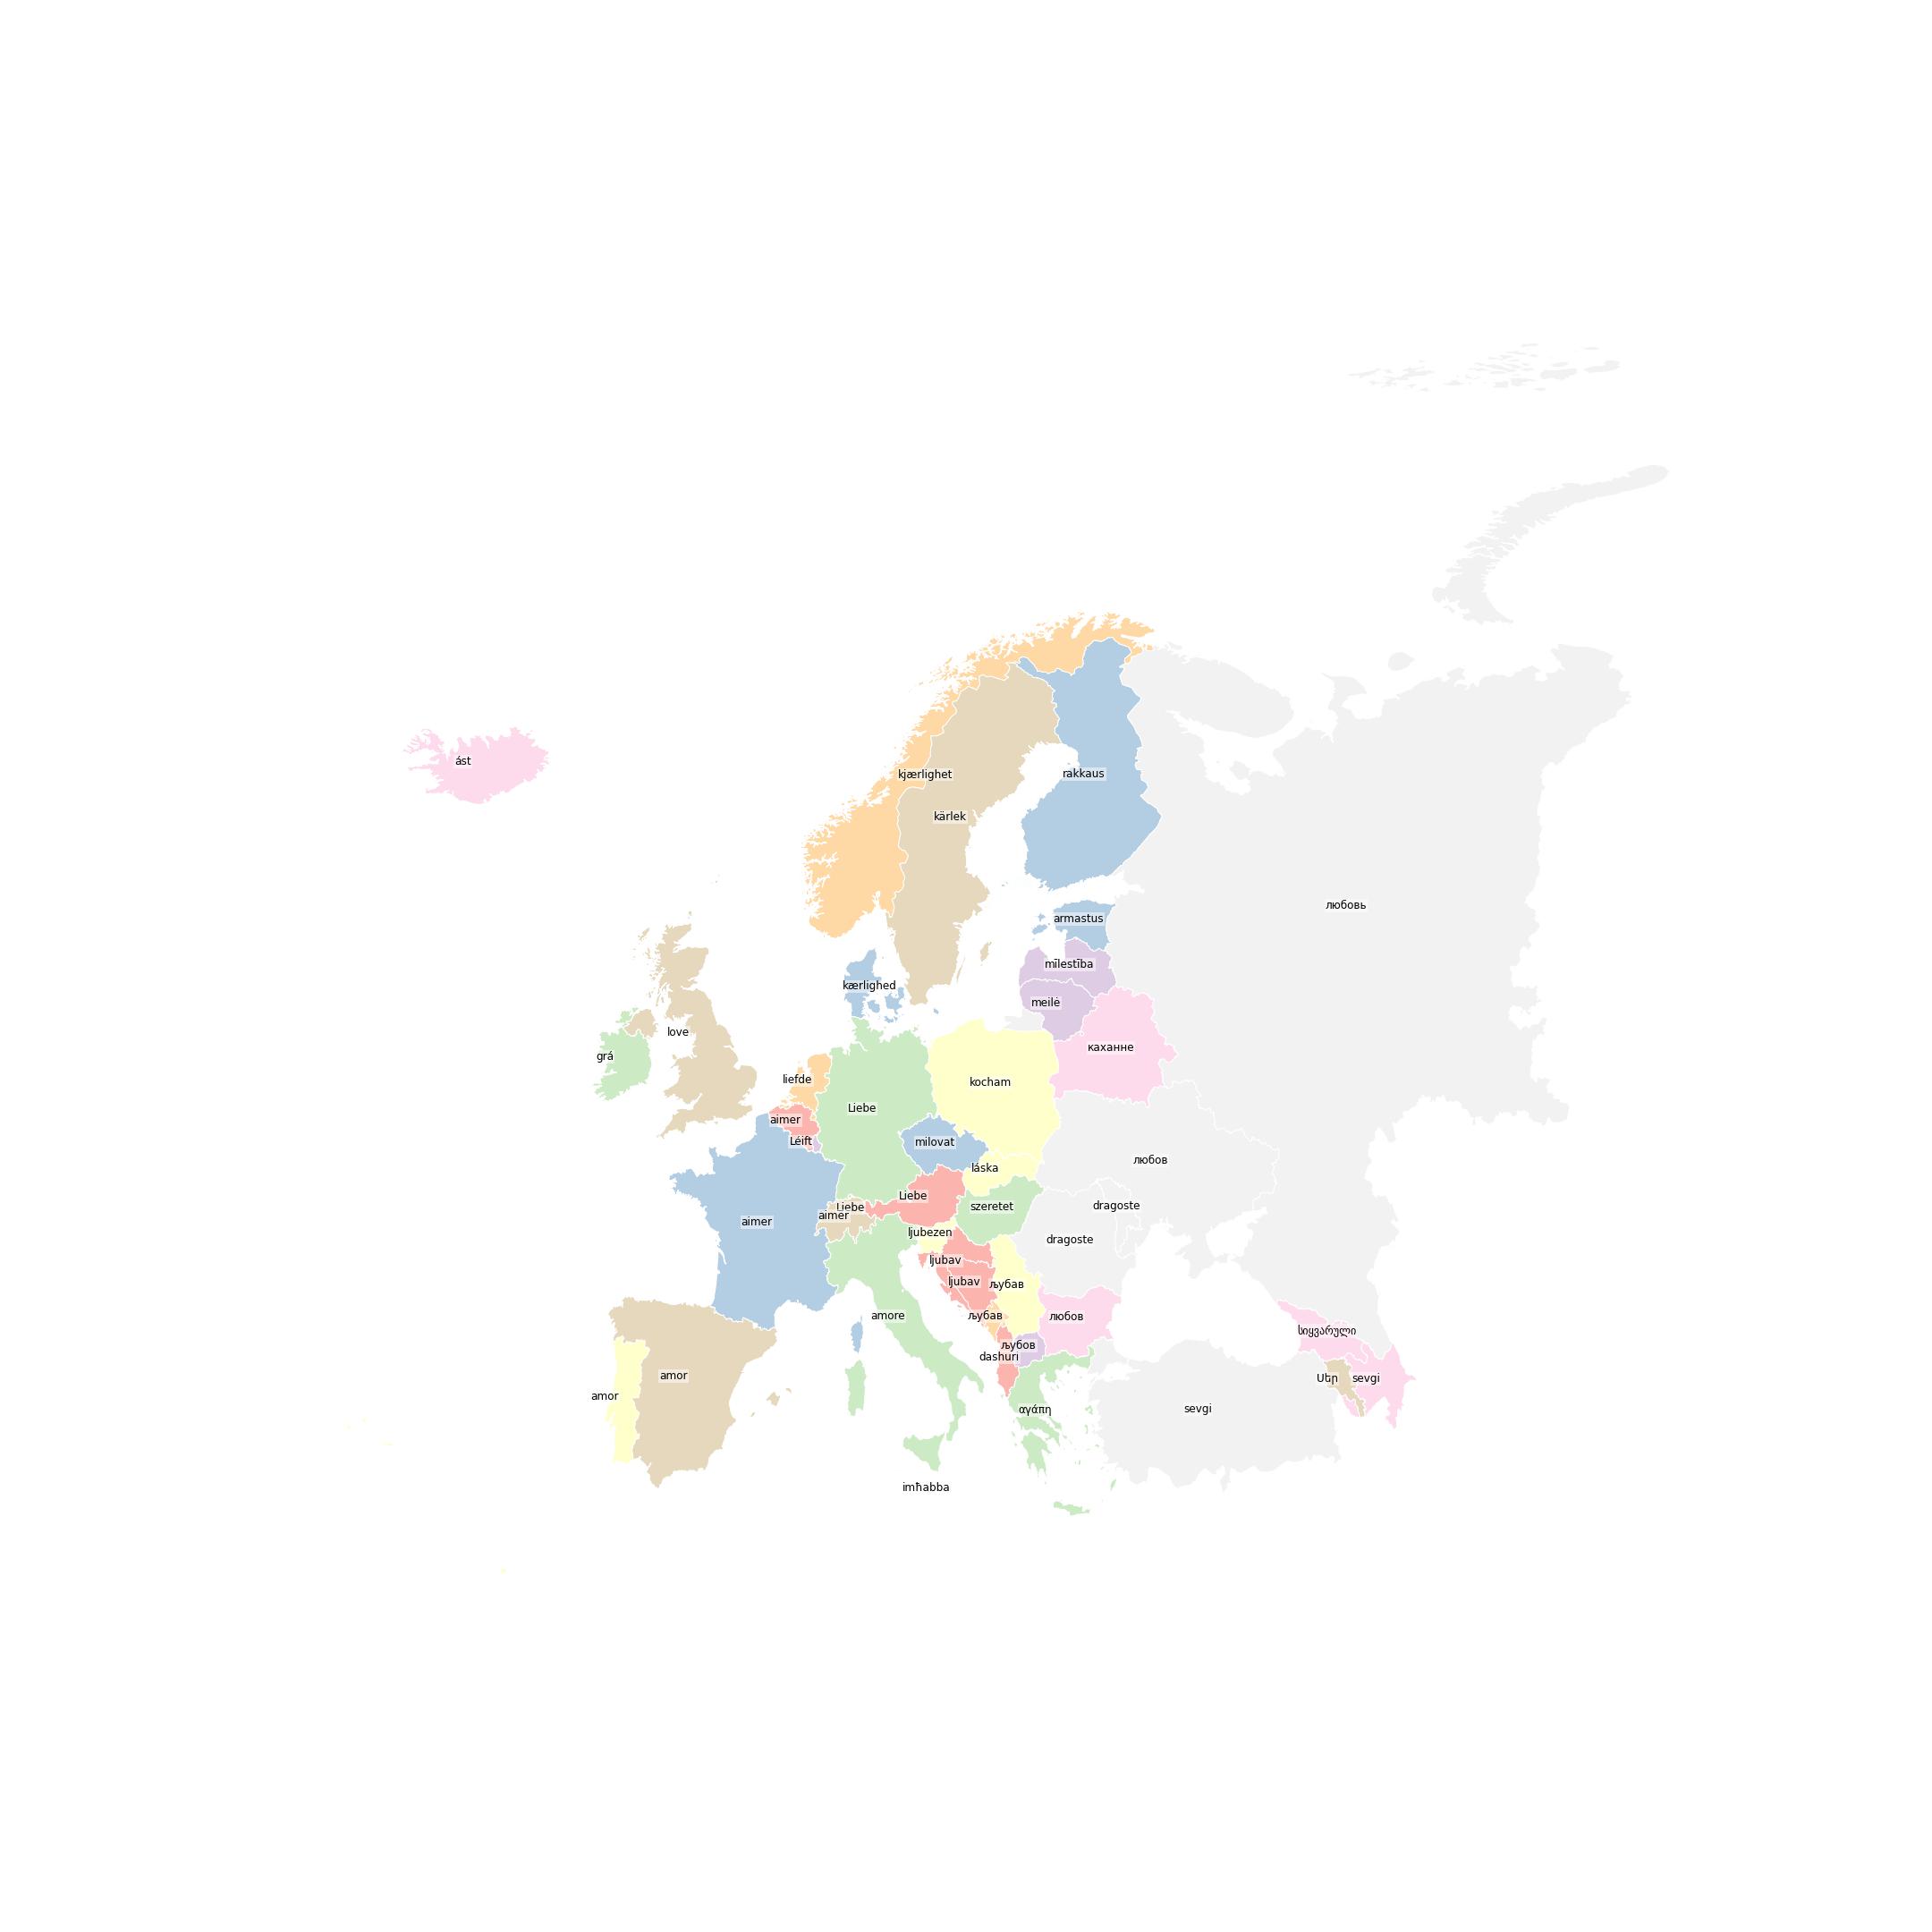 ást
rakkaus
kjærlighet
kärlek
любовь
armastus
mīlestība
kærlighed
meilė
love
каханне
grá
liefde
kocham
Liebe
aimer
Léift
milovat
любов
láska
Liebe
Liebe
dragoste
szeretet
aimer
aimer
ljubezen
dragoste
ljubav
ljubav
љубав
amore
љубав
любов
სიყვარული
љубов
dashuri
amor
Սեր
sevgi
amor
sevgi
αγάπη
imħabba